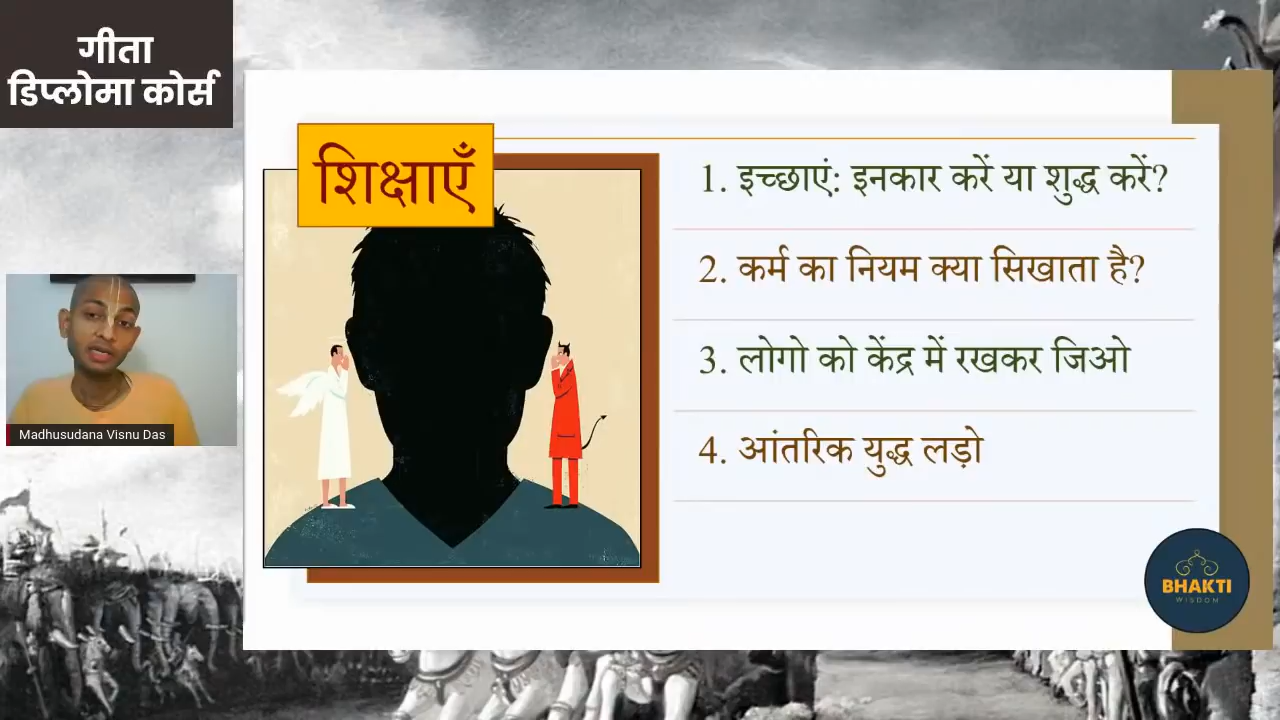 गीता
डिप्लोमा कोर्स
शिक्षाएँ
1. इच्छाएं: इनकार करें या शुद्ध करें?
2. कर्म का नियम क्या सिखाता है?
3. लोगो को केंद्र में रखकर जिओ
4. आंतरिक युद्ध लड़ो
Madhusudana Visnu Das
BHAKTI
WISDOM